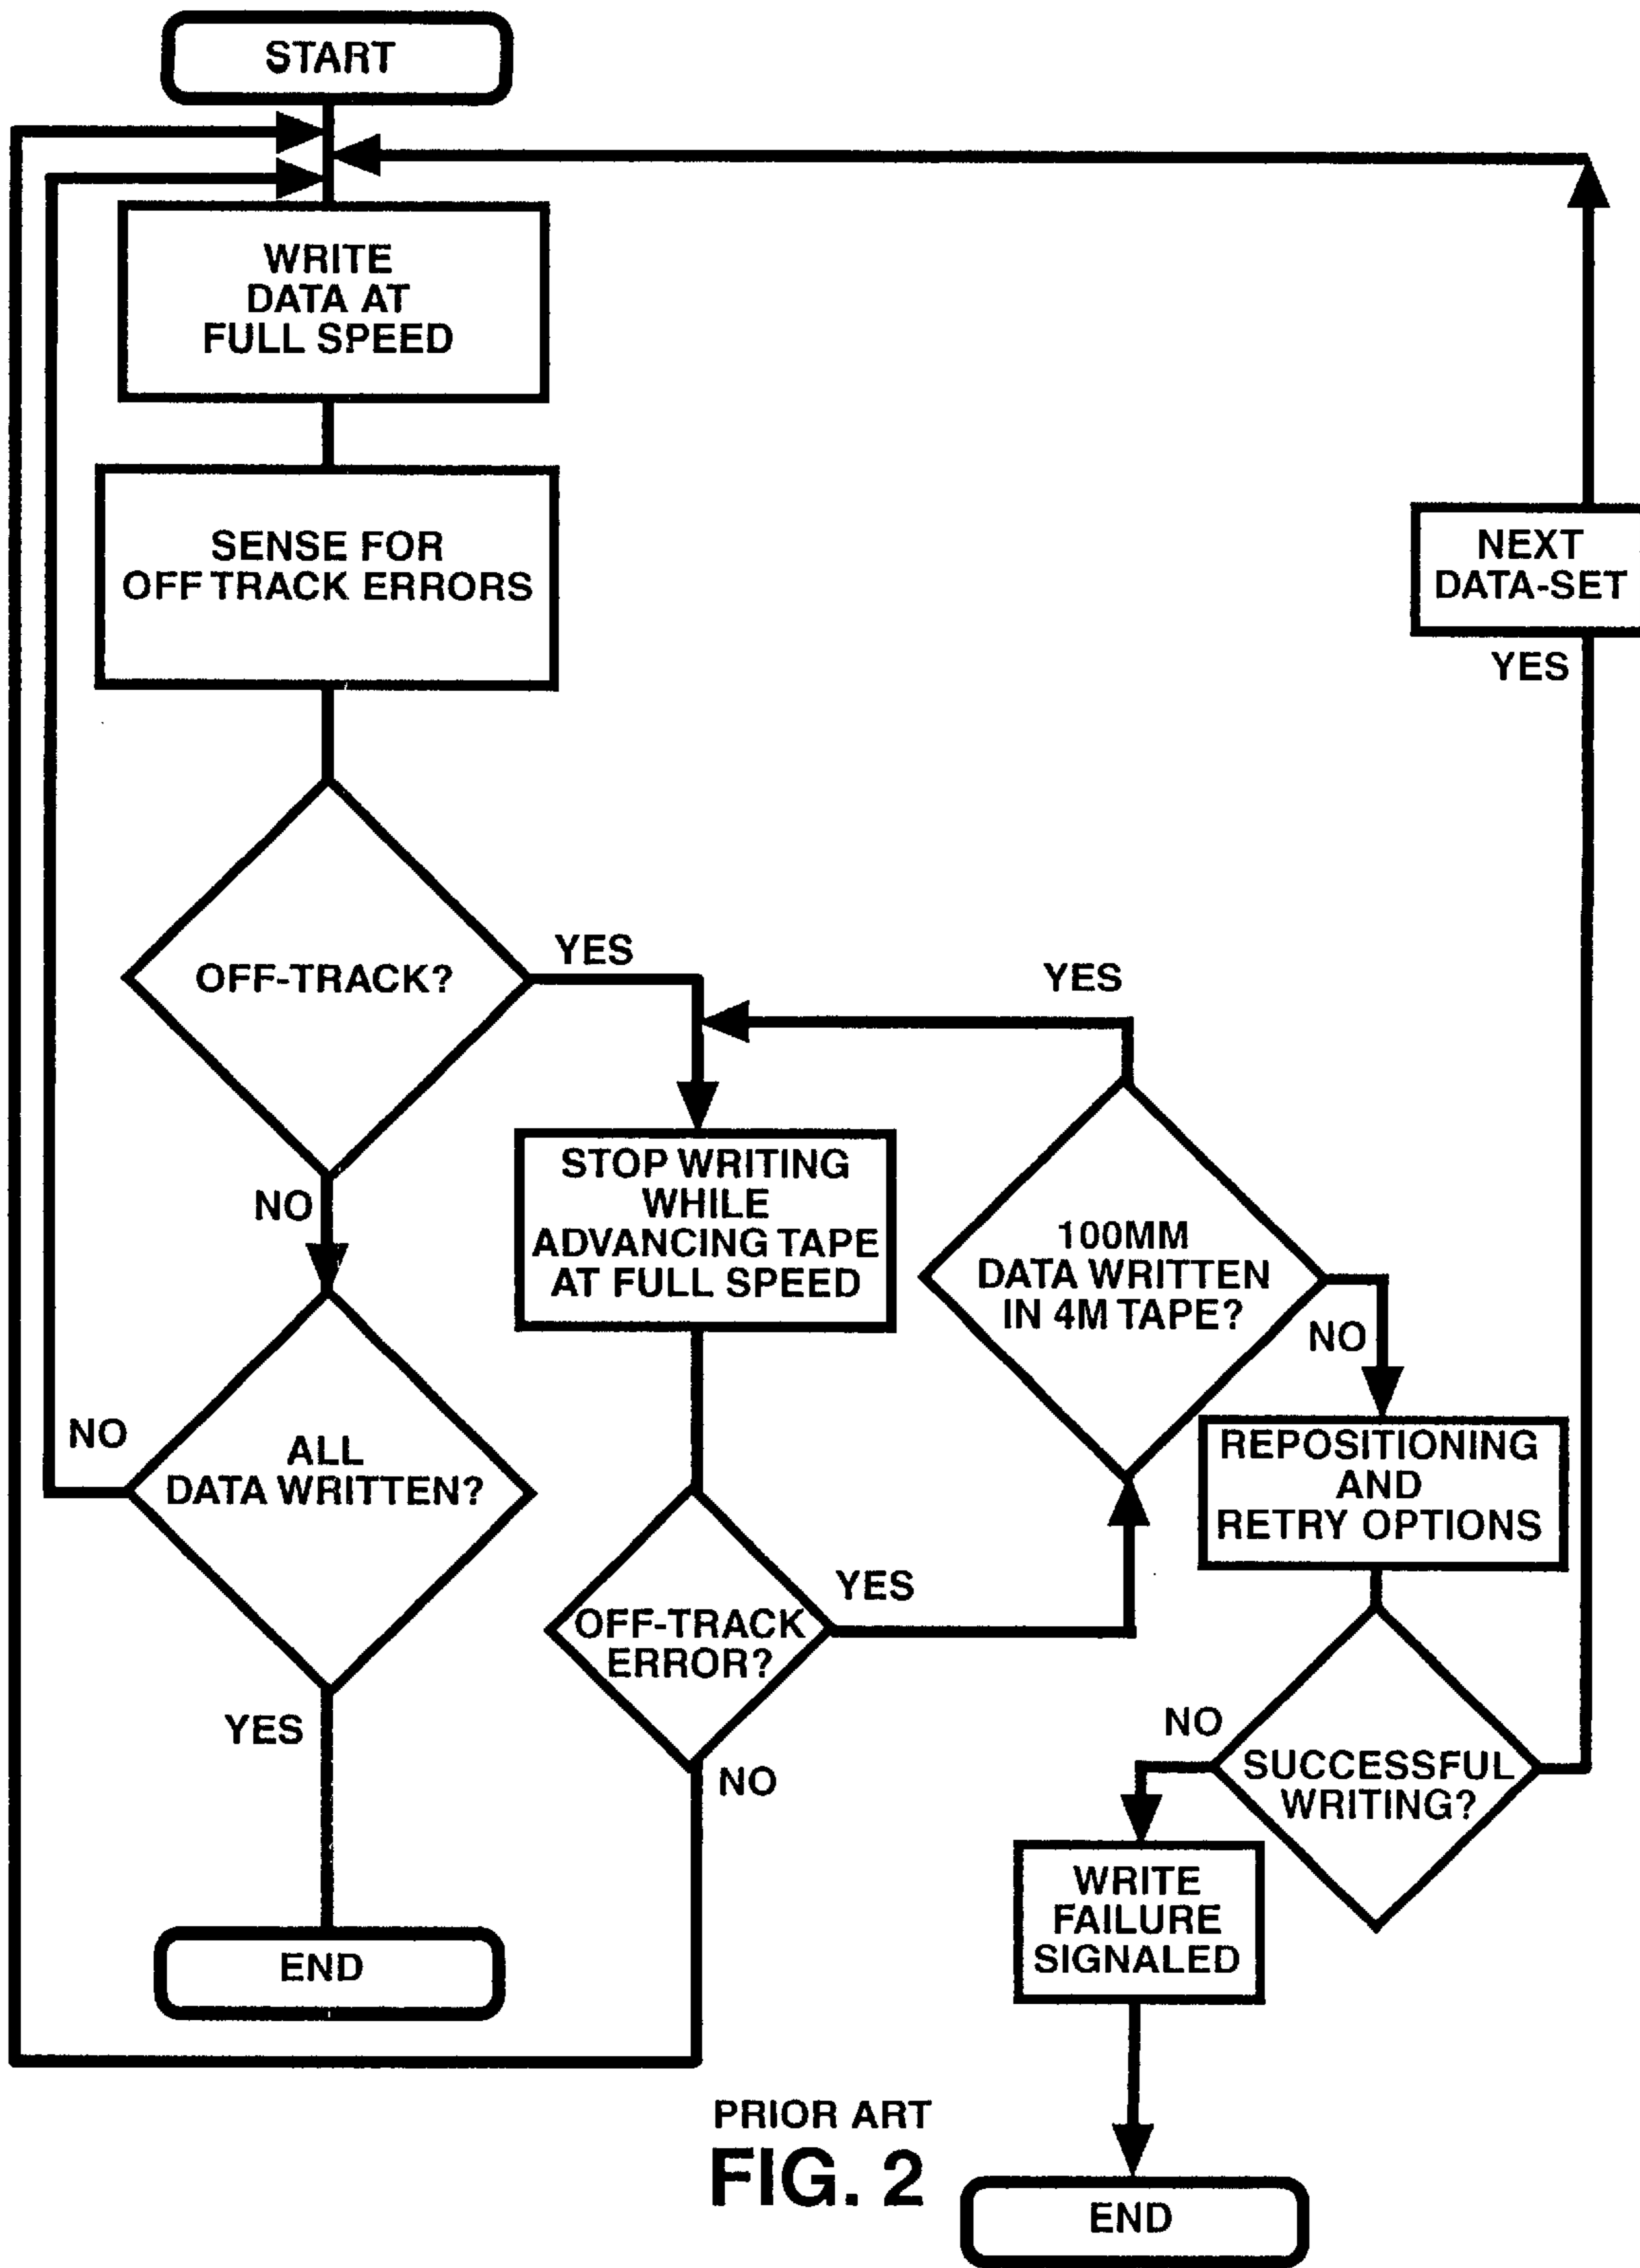 START
WRITE
DATA AT
FULL SPEED
SENSE FOR
OFF TRACK ERRORS
NEXT
DATA-SET
YES
OFF-TRACK?
YES
YES
NO
STOP WRITING
WHILE
ADVANCING TAPE
AT FULL SPEED
100MM
DATA WRITTEN
IN 4M TAPE?
NO
NO
ALL
DATA WRITTEN?
REPOSITIONING
AND
RETRY OPTIONS
YES
OFF-TRACK
ERROR?
YES
NO
NO
SUCCESSFUL
WRITING?
WRITE
FAILURE
SIGNALED
END
PRIOR ART
FIG. 2
END